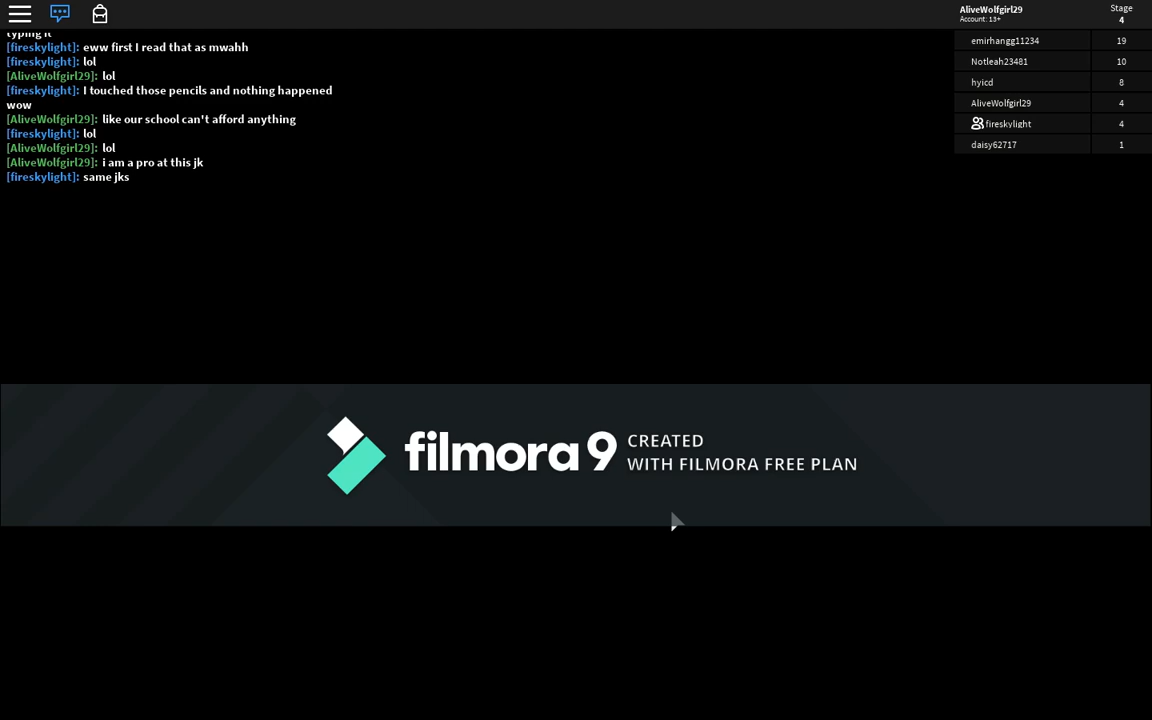 AliveWolfgirl29
Account: 13+
Stage
4
typing it
[fireskylight]: eww first I read that as mwahh
[fireskylight]: lol
[AliveWolfgirl29]: lol
[fireskylight]: I touched those pencils and nothing happened
wow
[AliveWolfgirl29]: like our school can't afford anything
[fireskylight]: lol
[AliveWolfgirl29]: lol
[AliveWolfgirl29]: i am a pro at this jk
[fireskylight]: same jks
emirhangg11234 19
Notleah23481 10
hyicd 8
AliveWolfgirl29 4
fireskylight 4
daisy62717 1
filmora 9 CREATED
WITH FILMORA FREE PLAN